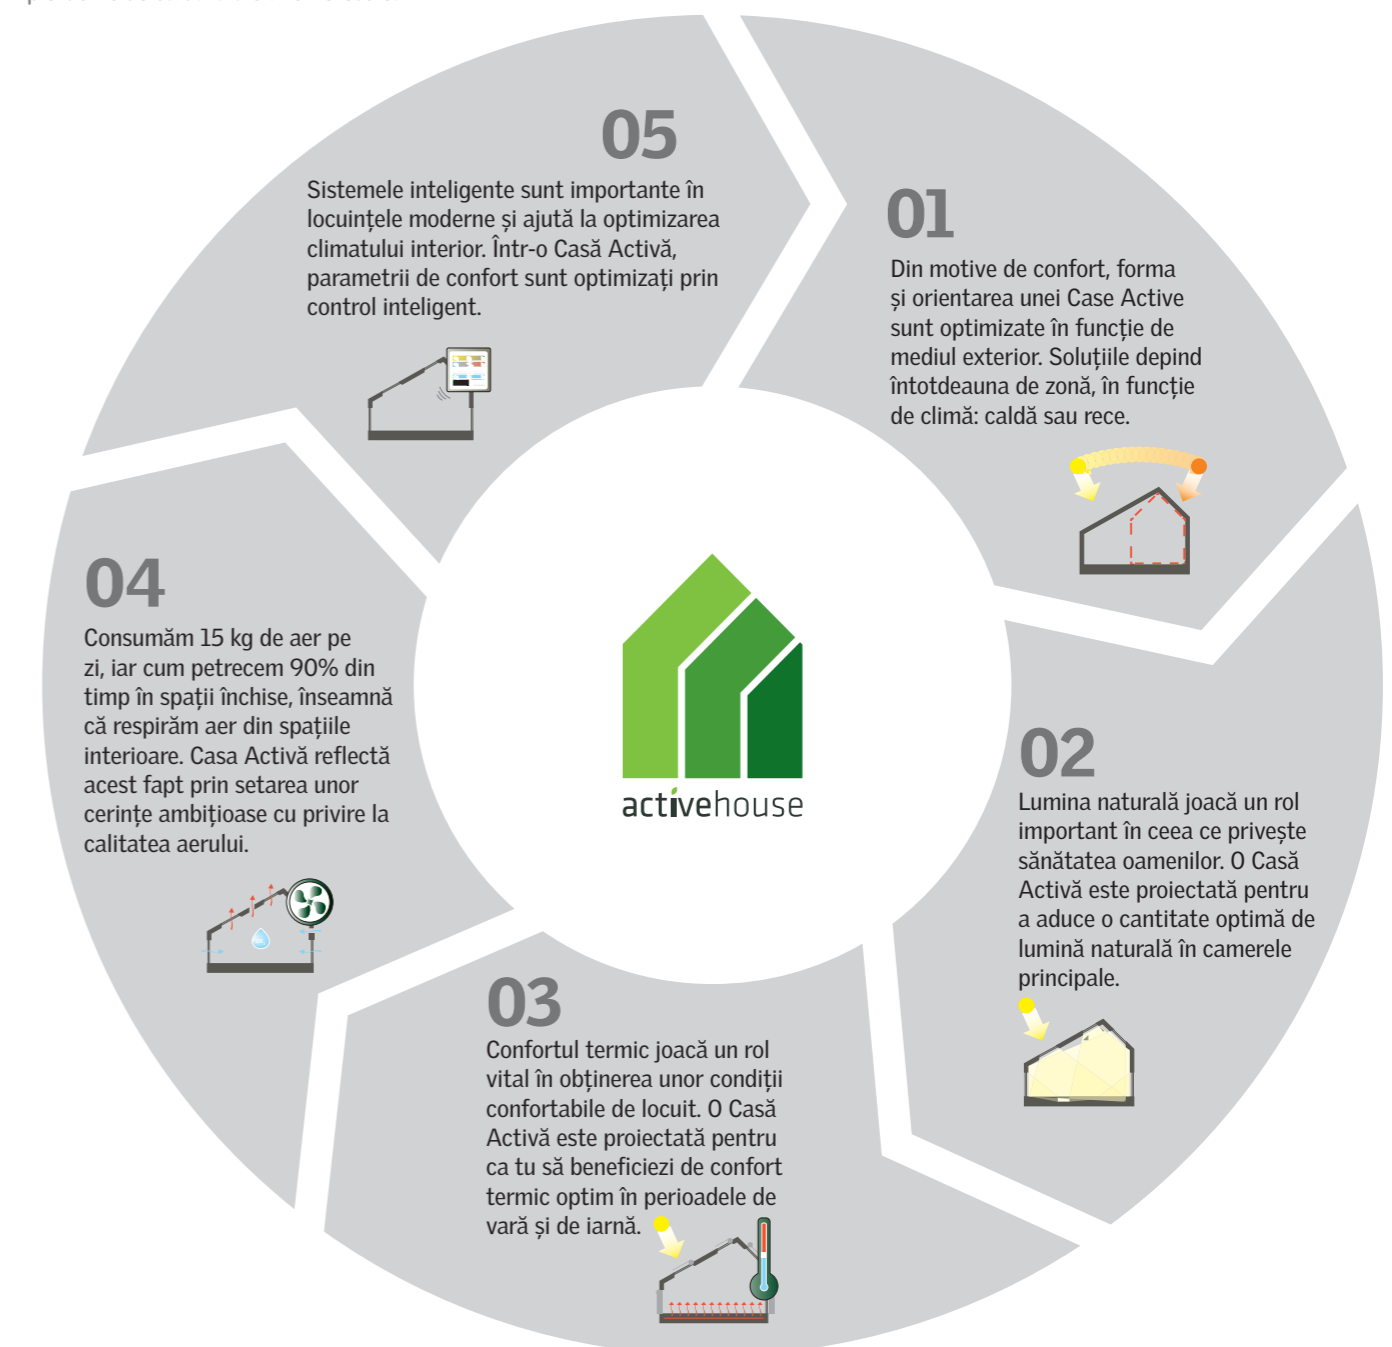 05
Sistemele inteligente sunt importante în
locuințele moderne și ajută la optimizarea
climatului interior. Într-o Casă Activă,
parametrii de confort sunt optimizați prin
control inteligent.
01
Din motive de confort, forma
și orientarea unei Case Active
sunt optimizate în funcție de
mediul exterior. Soluțiile depind
întotdeauna de zonă, în funcție
de climă: caldă sau rece.
04
Consumăm 15 kg de aer pe
zi, iar cum petrecem 90% din
timp în spații închise, înseamnă
că respirăm aer din spațiile
interioare. Casa Activă reflectă
acest fapt prin setarea unor
cerințe ambițioase cu privire la
calitatea aerului.
activehouse
02
Lumina naturală joacă un rol
important în ceea ce privește
sănătatea oamenilor. O Casă
Activă este proiectată pentru
a aduce o cantitate optimă de
lumină naturală în camerele
principale.
03
Confortul termic joacă un rol
vital în obținerea unor condiții
confortabile de locuit. O Casă
Activă este proiectată pentru
ca tu să beneficiezi de confort
termic optim în perioadele de
vară și de iarnă.